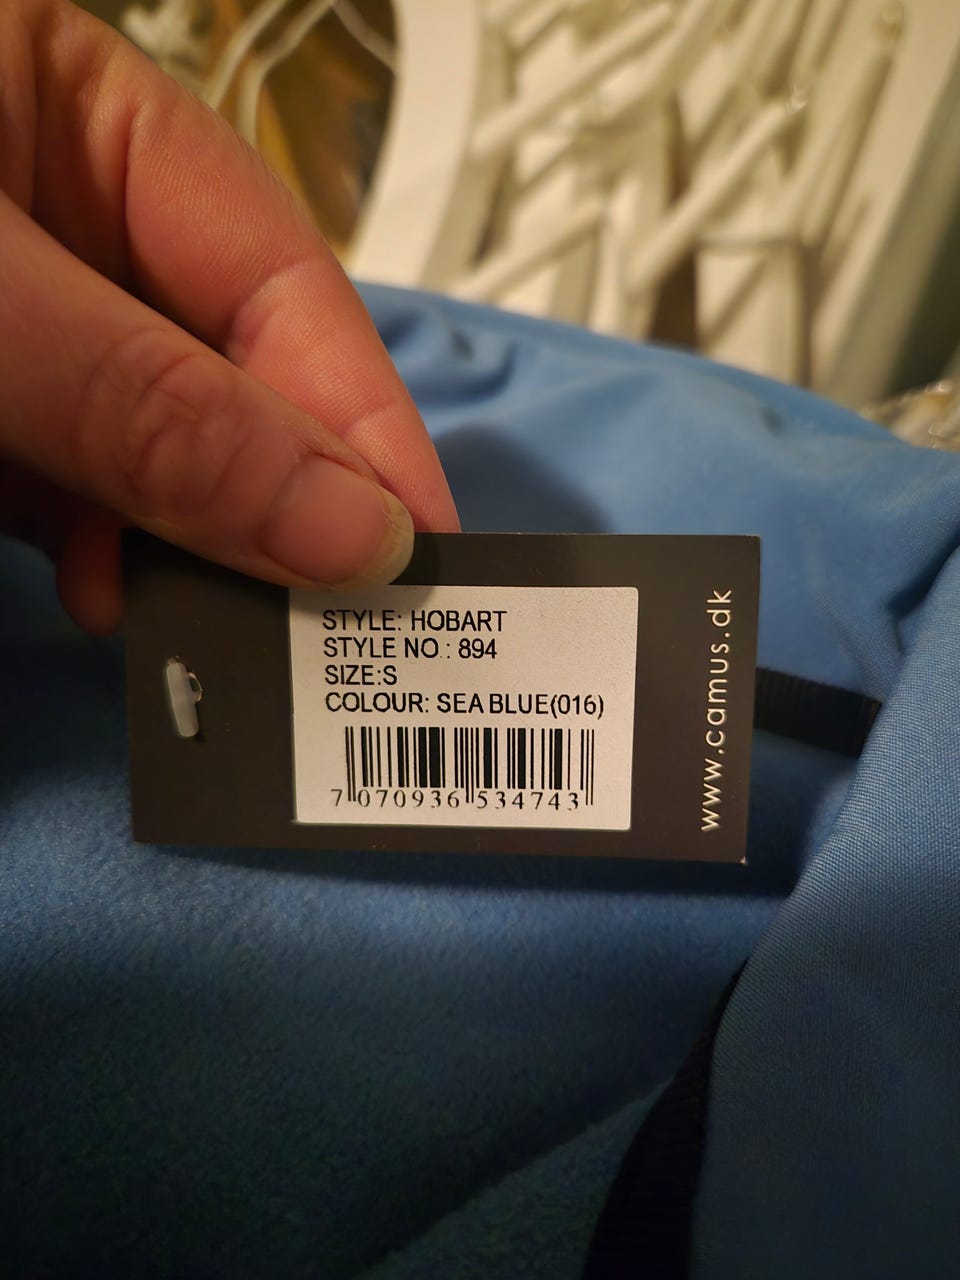 STYLE: HOBART
STYLE NO.: 894
SIZE:S
COLOUR: SEA BLUE(016)
7 070936 534743
www.camus.dk